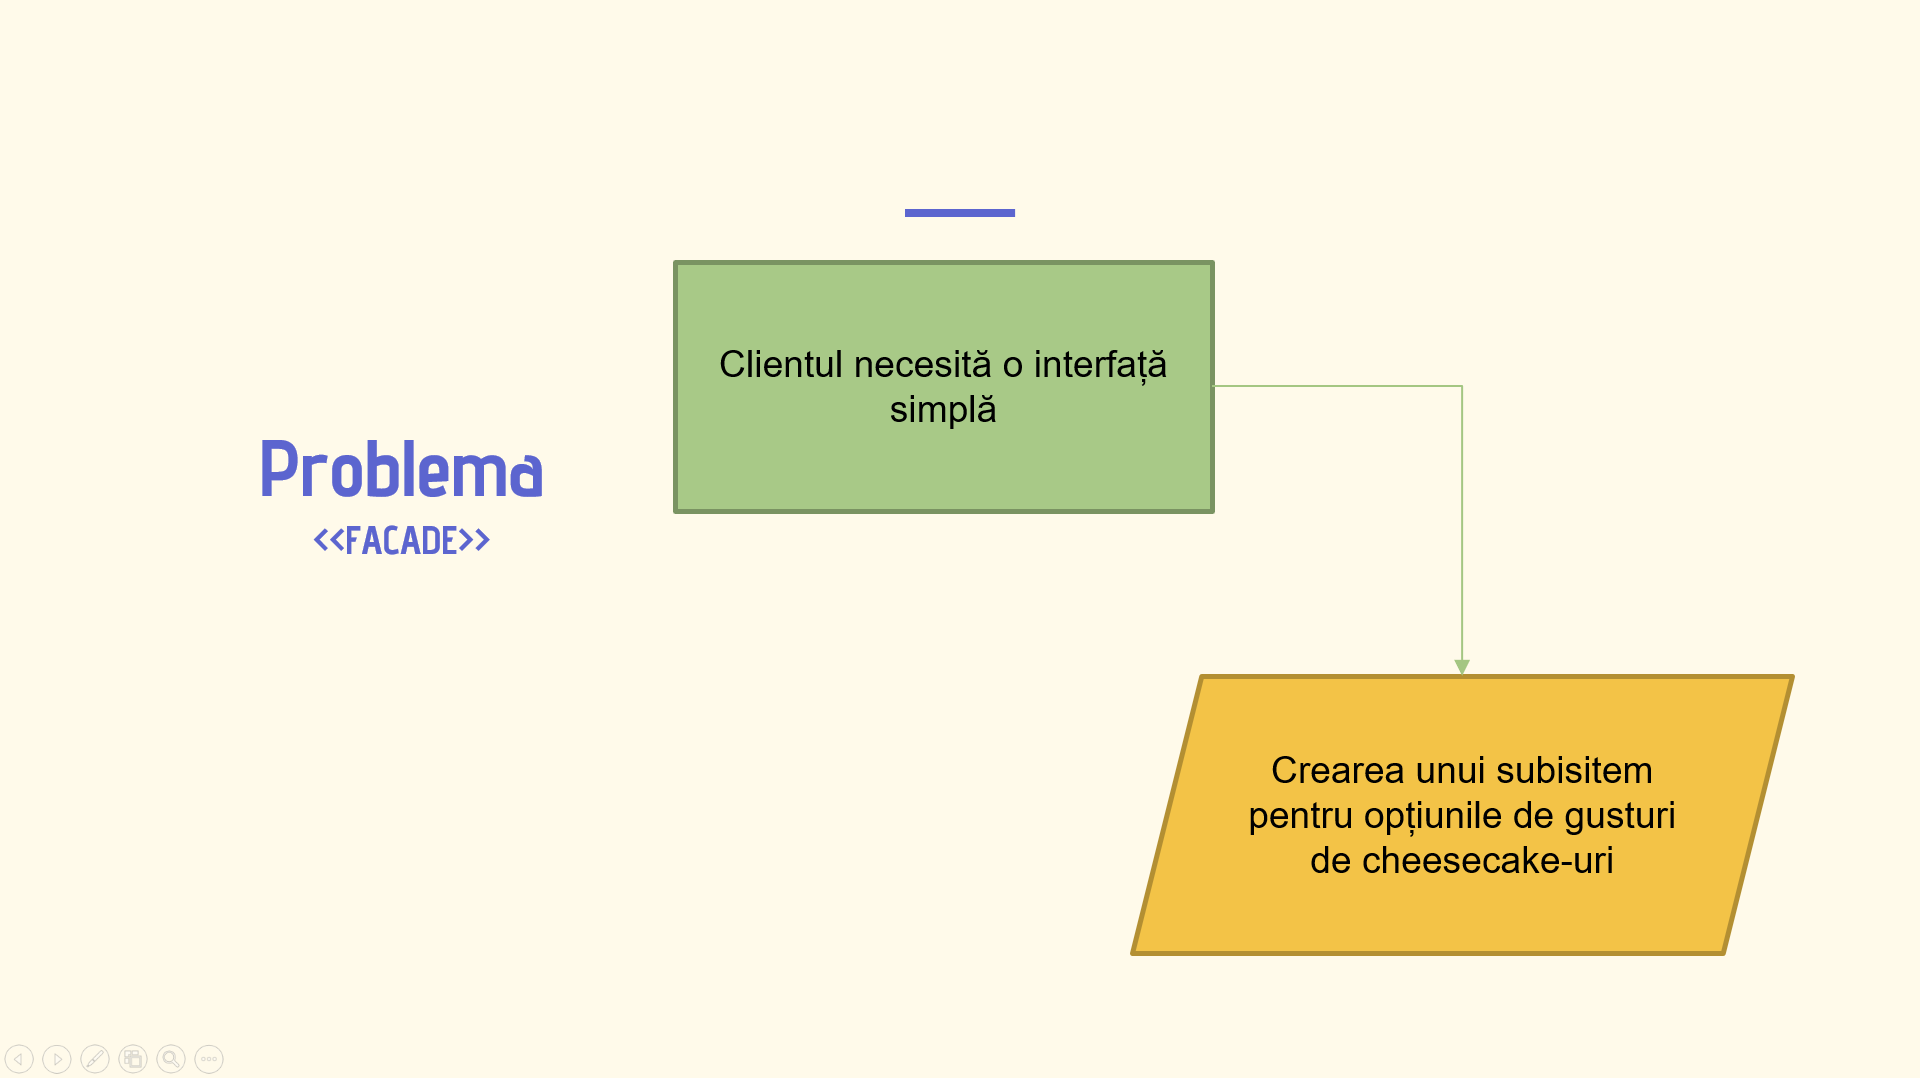 Problema
<<FACADE>>
Clientul necesită o interfață
simplă
Crearea unui subisitem
pentru opțiunile de gusturi
de cheesecake-uri